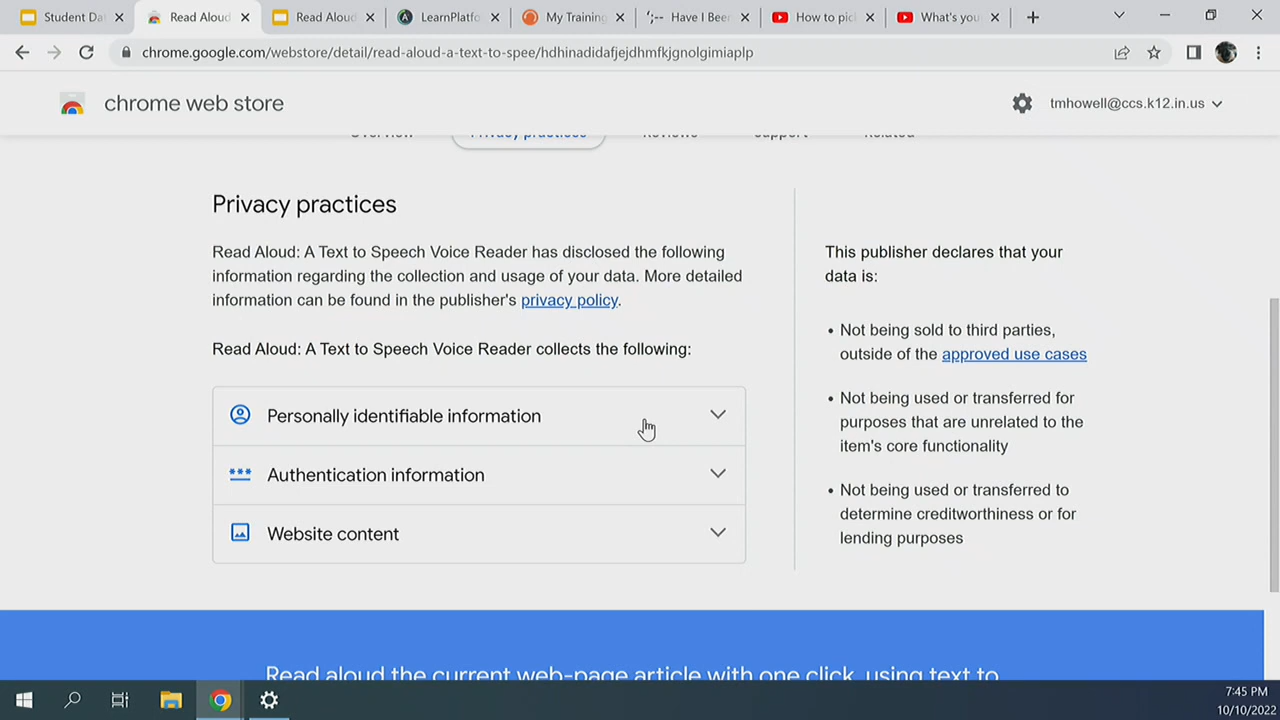 Student Dat
Read Aloud
Read Aloud
LearnPlatfo
My Training
Have I Been
How to pic
What's you
chrome.google.com/webstore/detail/read-aloud-a-text-to-spee/hdhinadidafjejdhmfkjgnolgimiaplp
chrome web store
tmhowell@ccs.k12.in.us
Overview
Privacy practices
Reviews
Support
Related
Privacy practices
Read Aloud: A Text to Speech Voice Reader has disclosed the following
information regarding the collection and usage of your data. More detailed
information can be found in the publisher's privacy policy.
Read Aloud: A Text to Speech Voice Reader collects the following:
Personally identifiable information
Authentication information
Website content
This publisher declares that your
data is:
• Not being sold to third parties,
outside of the approved use cases
• Not being used or transferred for
purposes that are unrelated to the
item's core functionality
• Not being used or transferred to
determine creditworthiness or for
lending purposes
Read aloud the current web-page article with one click, using text to
7:45 PM
10/10/2022